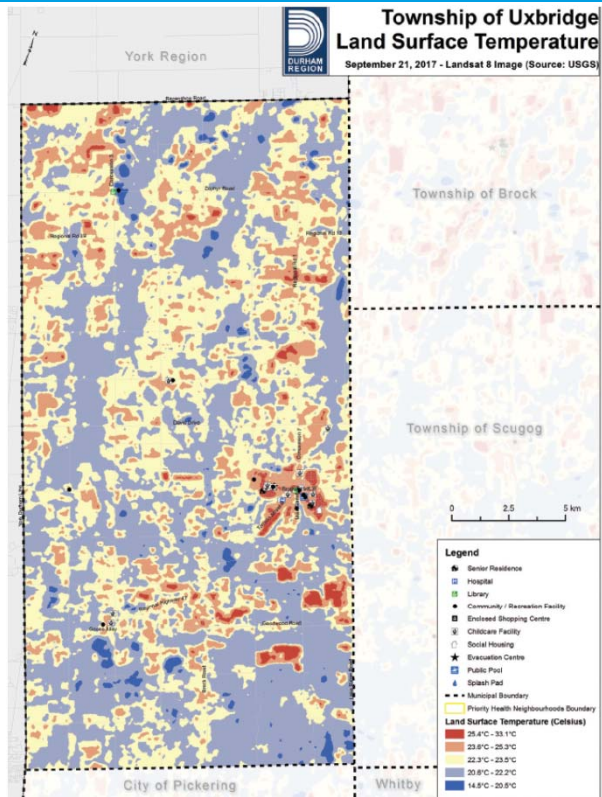 Township of Uxbridge
Land Surface Temperature
September 21, 2017 - Landsat 8 Image (Source: USGS)
DURHAM
REGION
N
York Region
Township of Brock
Township of Scugog
0 2.5 5 km
Legend
Senior Residence
Hospital
Library
Community / Recreation Facility
Enclosed Shopping Centre
Childcare Facility
Social Housing
Evacuation Centre
Public Pool
Splash Pad
Municipal Boundary
Priority Health Neighbourhoods Boundary
Land Surface Temperature (Celsius)
25.4°C - 33.1°C
23.6°C - 25.3°C
22.3°C - 23.5°C
20.6°C - 22.2°C
14.5°C - 20.5°C
City of Pickering
Whitby